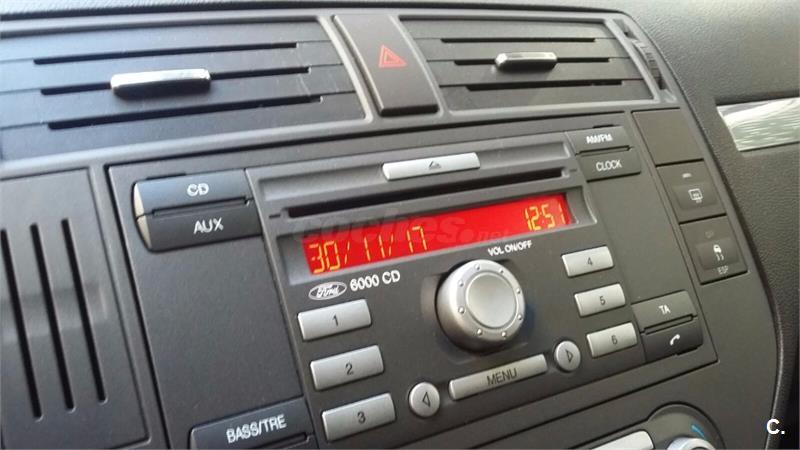 CD
AUX
AM/FM
CLOCK
coches.net
30/11/17 12:51
VOL ON/OFF
Ford 6000 CD
1
2
3
4
5
6
MENU
TA
BASS/TRE
ESP
C.